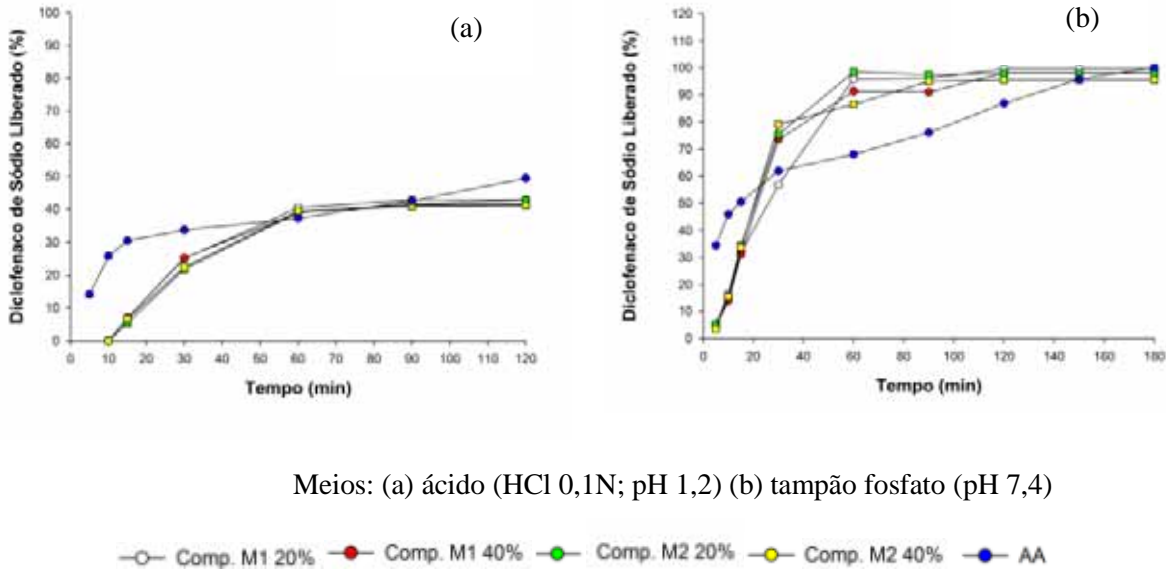 (a)
Diclofenaco de Sódio Liberado (%)
100
90
80
70
60
50
40
30
20
10
0
0 10 20 30 40 50 60 70 80 90 100 110 120
Tempo (min)
(b)
Diclofenaco de Sódio Liberado (%)
120
110
100
90
80
70
60
50
40
30
20
10
0
0 20 40 60 80 100 120 140 160 180
Tempo (min)
Meios: (a) ácido (HCl 0,1N; pH 1,2) (b) tampão fosfato (pH 7,4)
Comp. M1 20% Comp. M1 40% Comp. M2 20% Comp. M2 40% AA